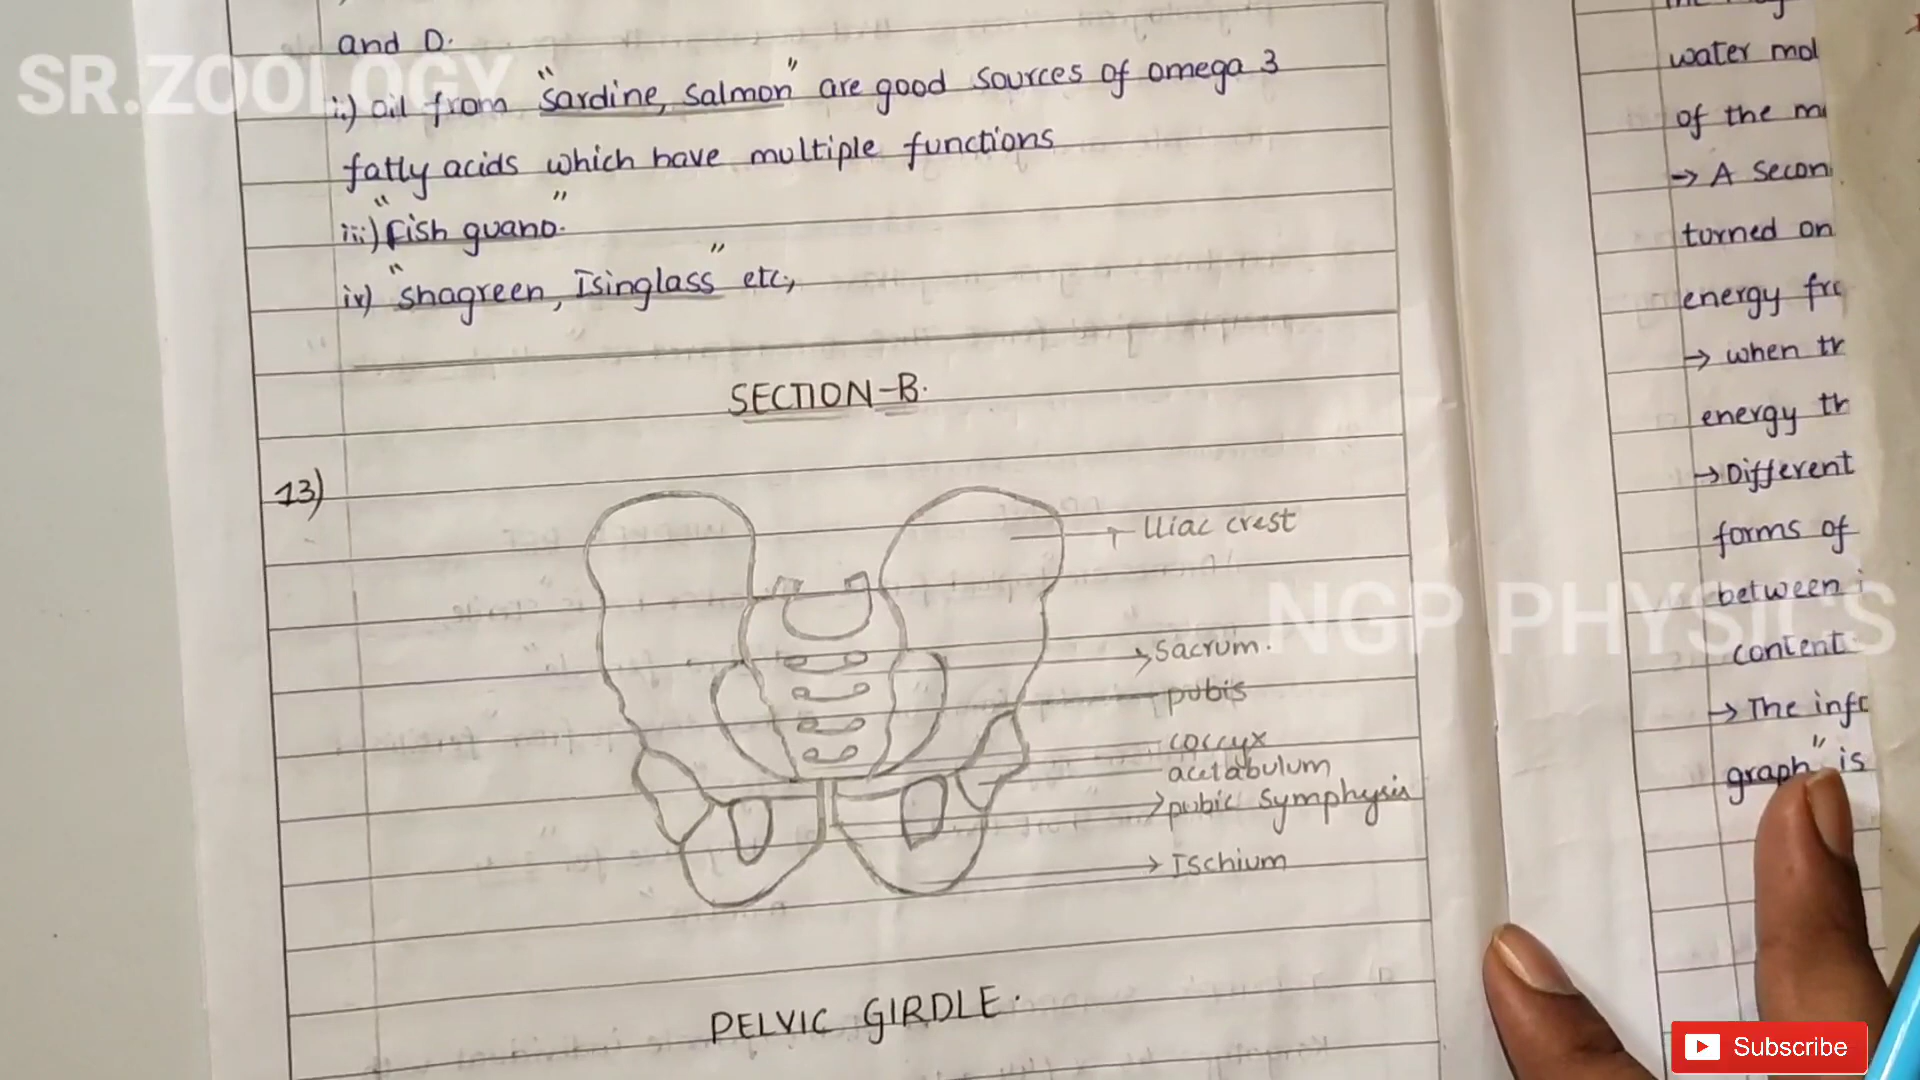 and D.
SR.ZOOLOGY
ii) oil from "Sardine, Salmon" are good sources of omega 3
fatly acids which have multiple functions
iii) "Fish guano."
iv) "Shagreen, Isinglass" etc.,
SECTION-B.
13)
Iliac crest
Sacrum.
pubis
coccyx
acetabulum
pubic Symphysis
Ischium
PELVIC GIRDLE.
NGP PHYSICS
water mol
of the m
→ A Secon
turned on
energy fro
→ when th
energy th
→ Different
forms of
between i
content
→ The info
graph" is
Subscribe